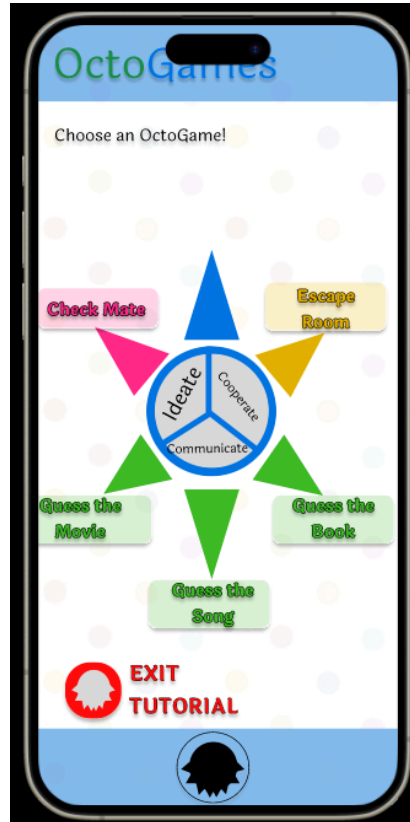 OctoGames
Choose an OctoGame!
Check Mate
Escape
Room
Ideate
Cooperate
Communicate
Guess the
Movie
Guess the
Book
Guess the
Song
EXIT
TUTORIAL